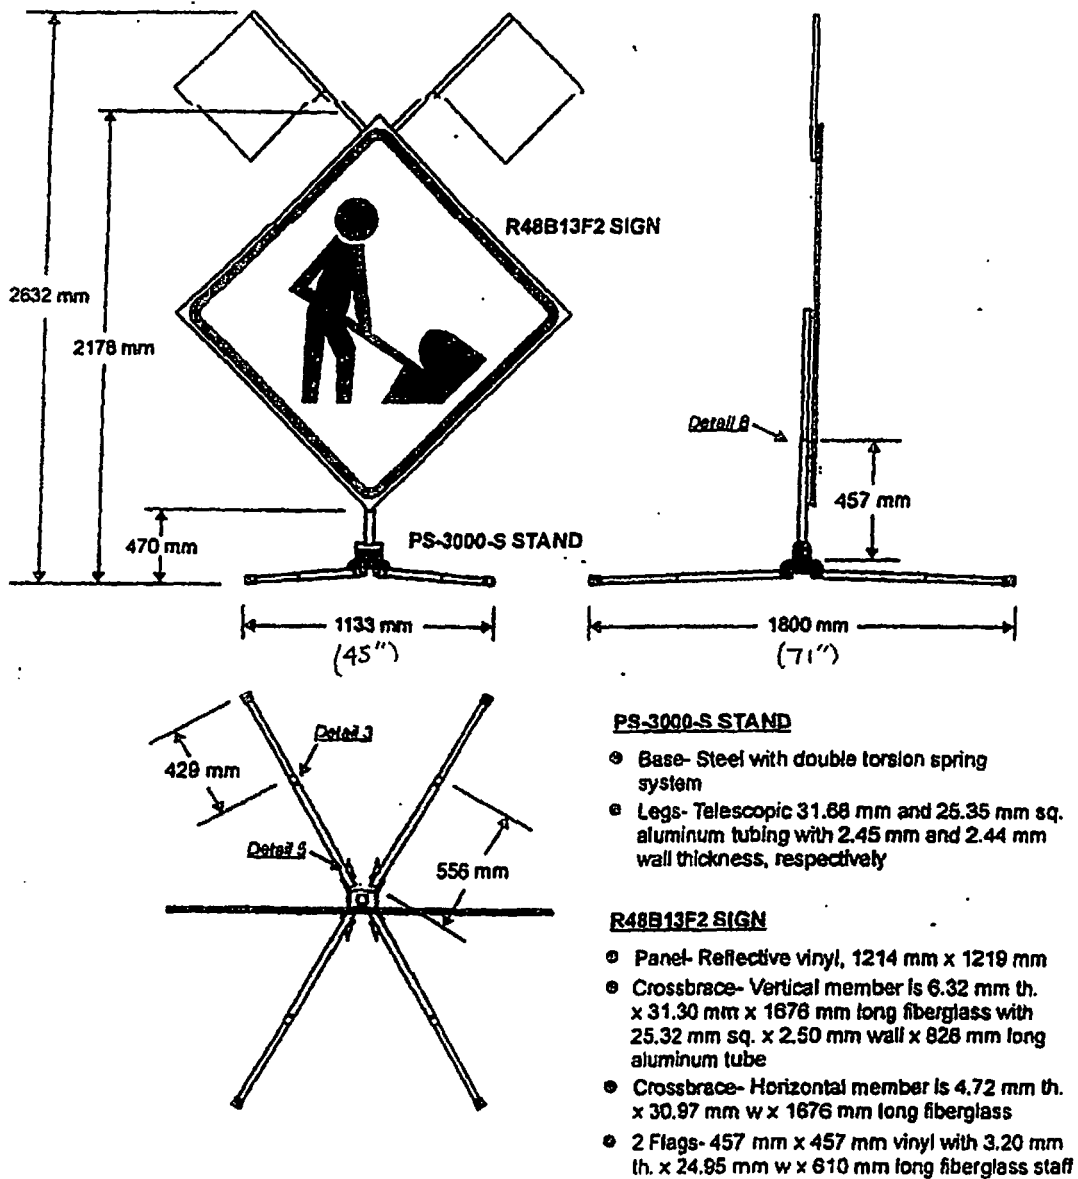 R48B13F2 SIGN
2632 mm
2178 mm
Detail B
457 mm
470 mm
PS-3000-S STAND
1133 mm
(45")
1800 mm
(71")
Detail 3
429 mm
Detail 5
556 mm
PS-3000-S STAND
Base- Steel with double torsion spring
system
Legs- Telescopic 31.68 mm and 25.35 mm sq.
aluminum tubing with 2.45 mm and 2.44 mm
wall thickness, respectively
R48B13F2 SIGN
Panel- Reflective vinyl, 1214 mm x 1219 mm
Crossbrace- Vertical member is 6.32 mm th.
x 31.30 mm x 1676 mm long fiberglass with
25.32 mm sq. x 2.50 mm wall x 826 mm long
aluminum tube
Crossbrace- Horizontal member is 4.72 mm th.
x 30.97 mm w x 1676 mm long fiberglass
2 Flags- 457 mm x 457 mm vinyl with 3.20 mm
th. x 24.95 mm w x 610 mm long fiberglass staff